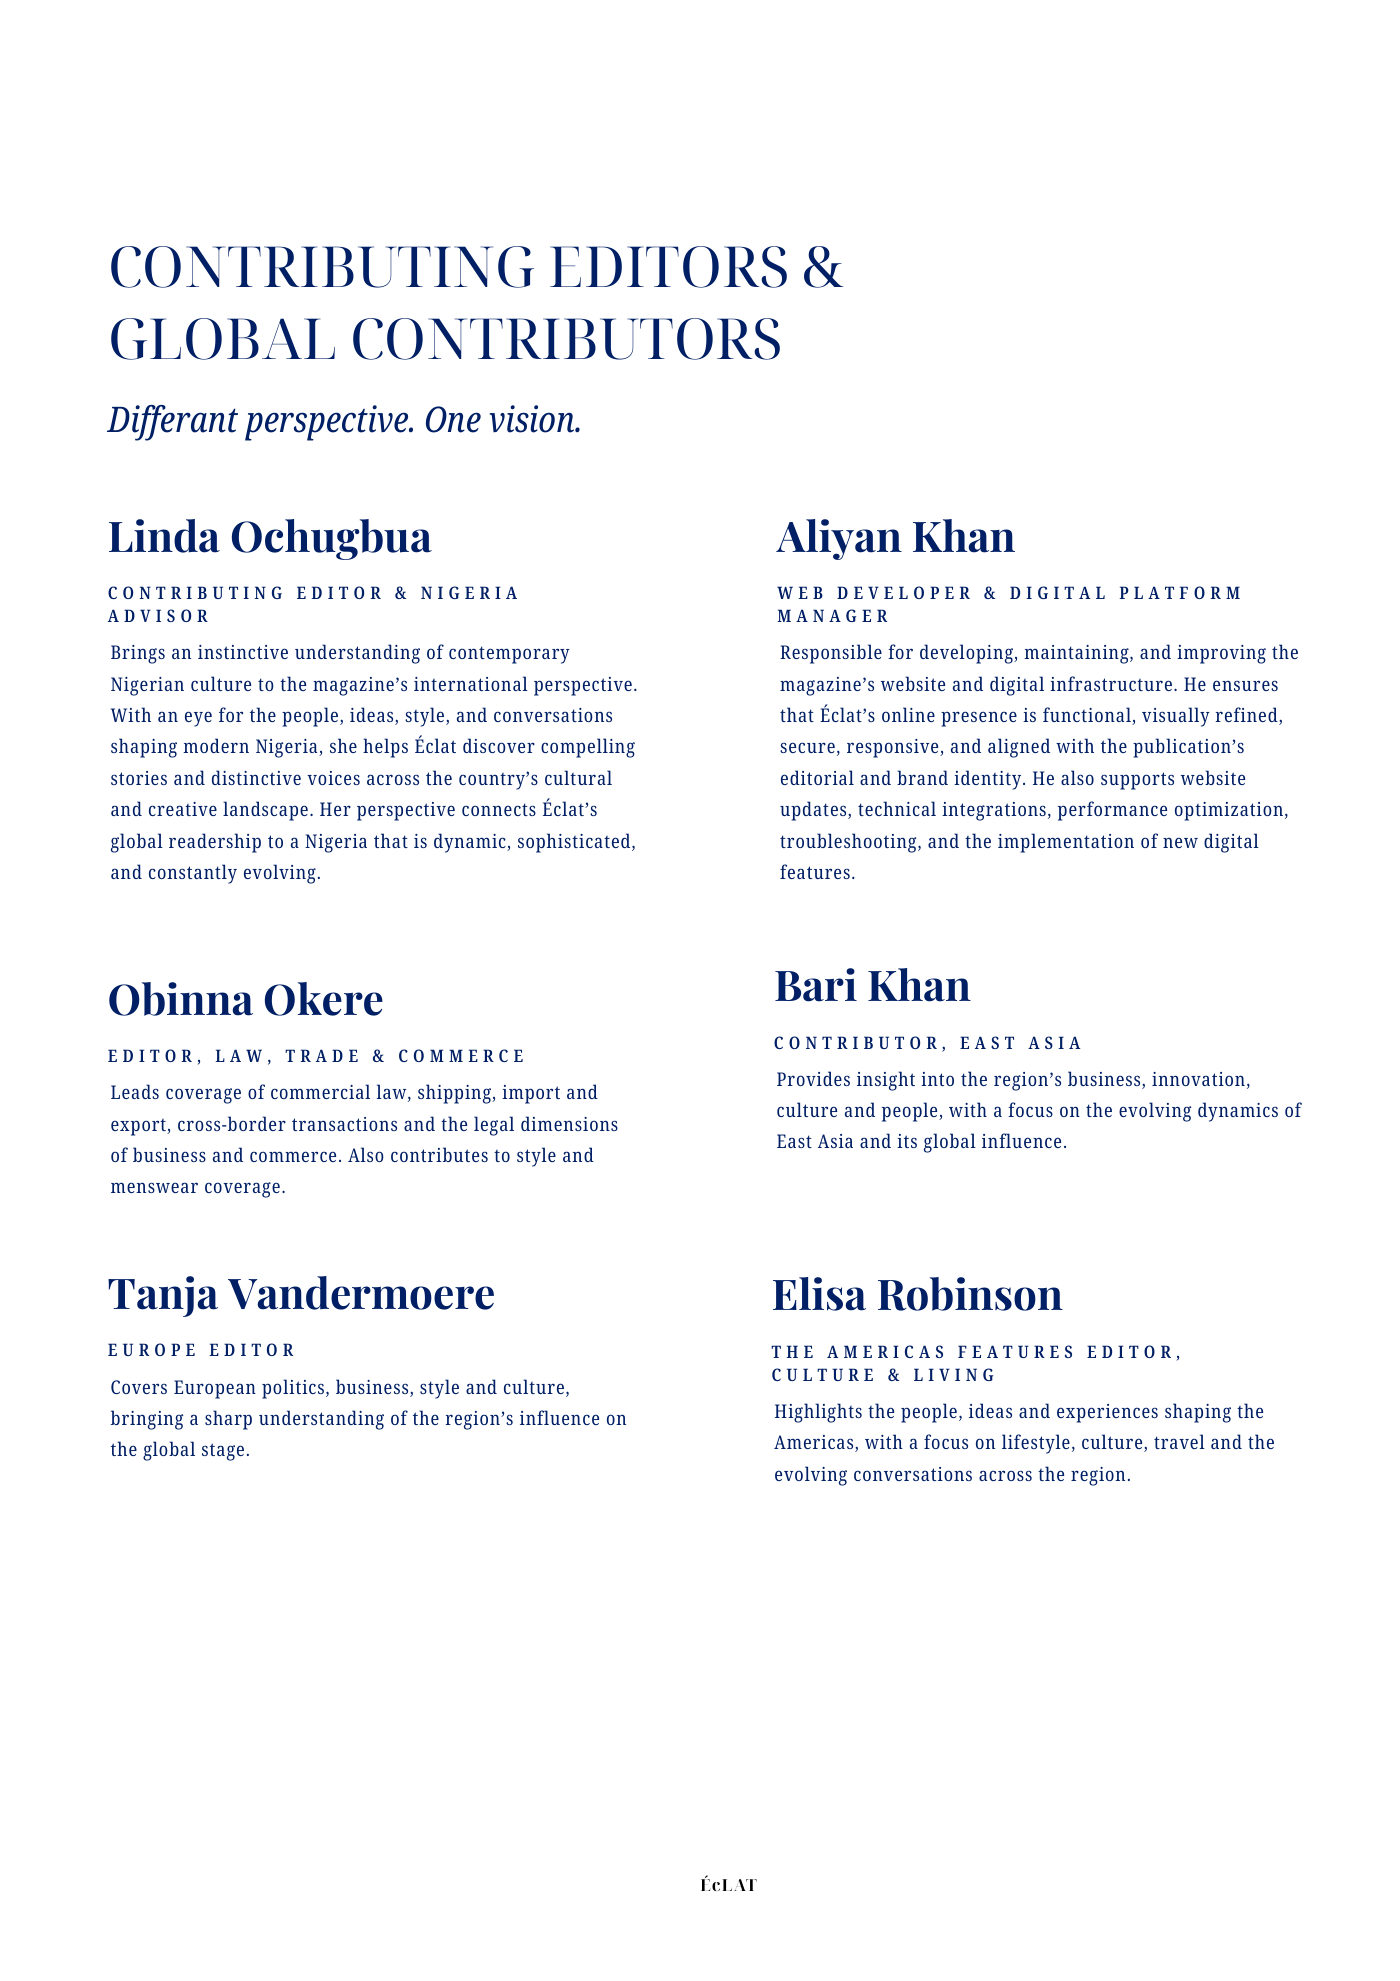 CONTRIBUTING EDITORS &
GLOBAL CONTRIBUTORS
Differant perspective. One vision.
Linda Ochugbua
CONTRIBUTING EDITOR & NIGERIA
ADVISOR
Brings an instinctive understanding of contemporary
Nigerian culture to the magazine’s international perspective.
With an eye for the people, ideas, style, and conversations
shaping modern Nigeria, she helps Éclat discover compelling
stories and distinctive voices across the country’s cultural
and creative landscape. Her perspective connects Éclat’s
global readership to a Nigeria that is dynamic, sophisticated,
and constantly evolving.
Obinna Okere
EDITOR, LAW, TRADE & COMMERCE
Leads coverage of commercial law, shipping, import and
export, cross-border transactions and the legal dimensions
of business and commerce. Also contributes to style and
menswear coverage.
Tanja Vandermoere
EUROPE EDITOR
Covers European politics, business, style and culture,
bringing a sharp understanding of the region’s influence on
the global stage.
Aliyan Khan
WEB DEVELOPER & DIGITAL PLATFORM
MANAGER
Responsible for developing, maintaining, and improving the
magazine’s website and digital infrastructure. He ensures
that Éclat’s online presence is functional, visually refined,
secure, responsive, and aligned with the publication’s
editorial and brand identity. He also supports website
updates, technical integrations, performance optimization,
troubleshooting, and the implementation of new digital
features.
Bari Khan
CONTRIBUTOR, EAST ASIA
Provides insight into the region’s business, innovation,
culture and people, with a focus on the evolving dynamics of
East Asia and its global influence.
Elisa Robinson
THE AMERICAS FEATURES EDITOR,
CULTURE & LIVING
Highlights the people, ideas and experiences shaping the
Americas, with a focus on lifestyle, culture, travel and the
evolving conversations across the region.
ÉcLAT